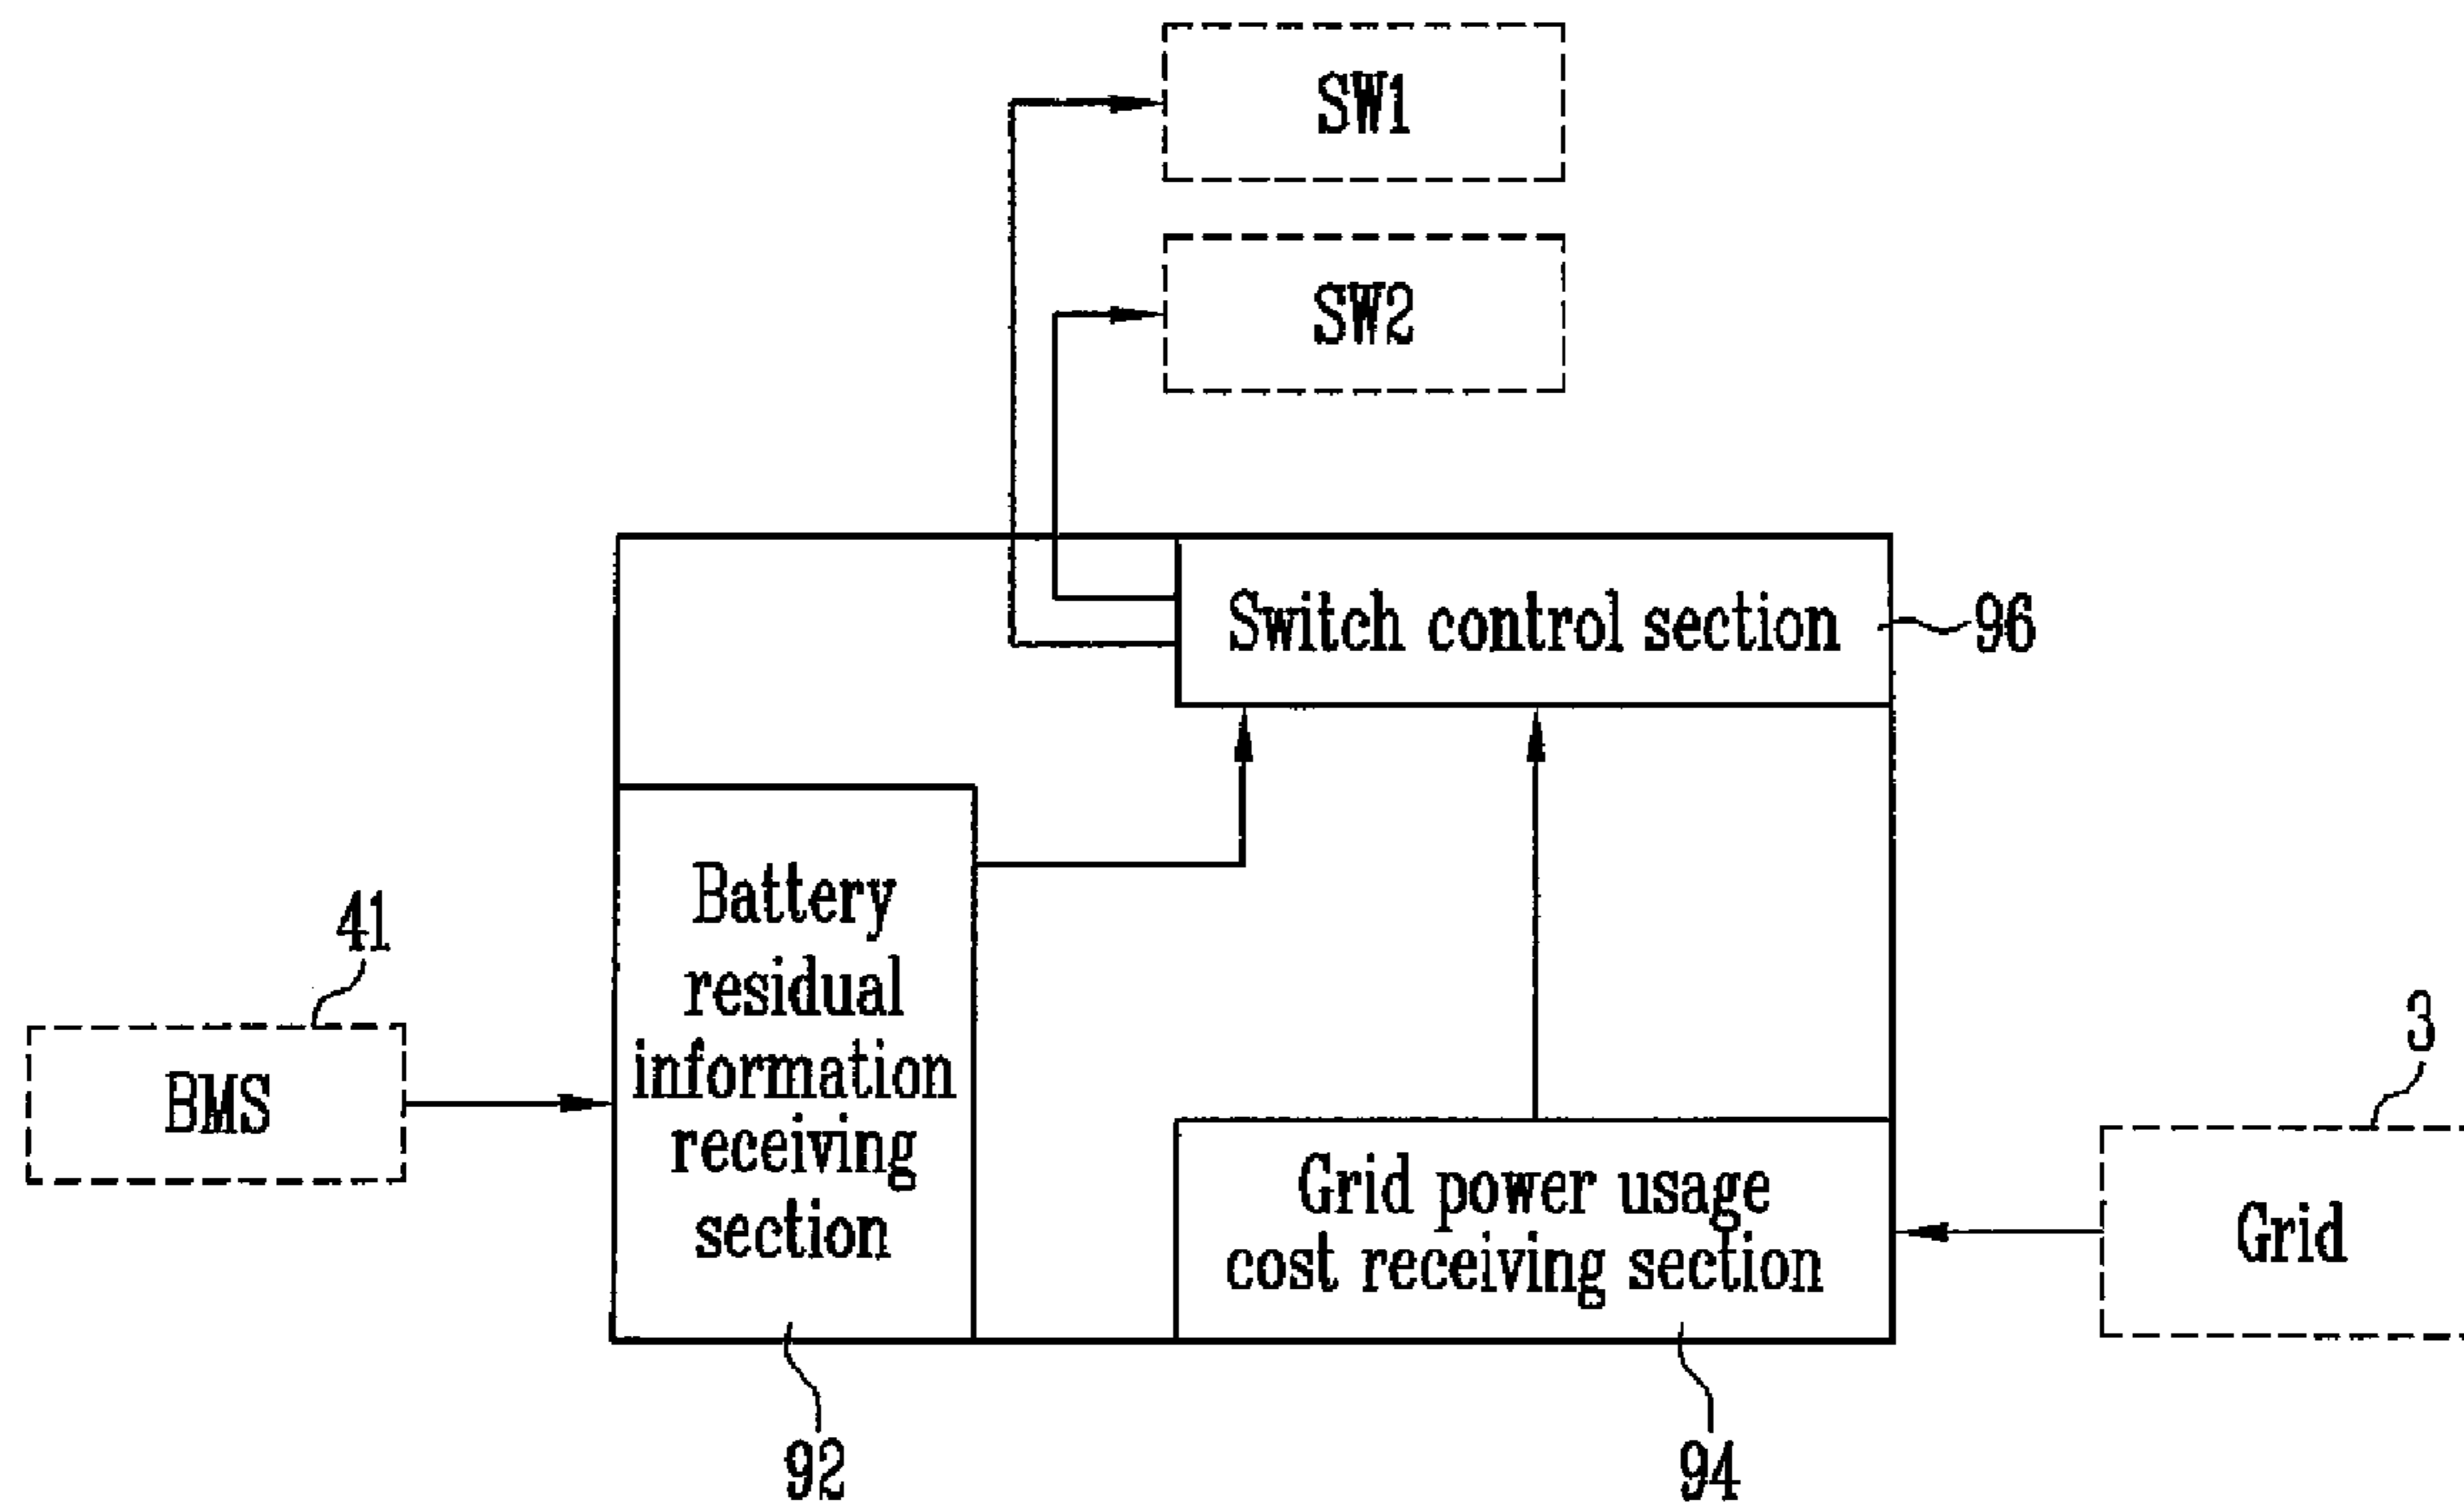 SW1
SW2
Switch control section
96
Battery
residual
information
receiving
section
41
BMS
Grid power usage
cost receiving section
3
Grid
92
94